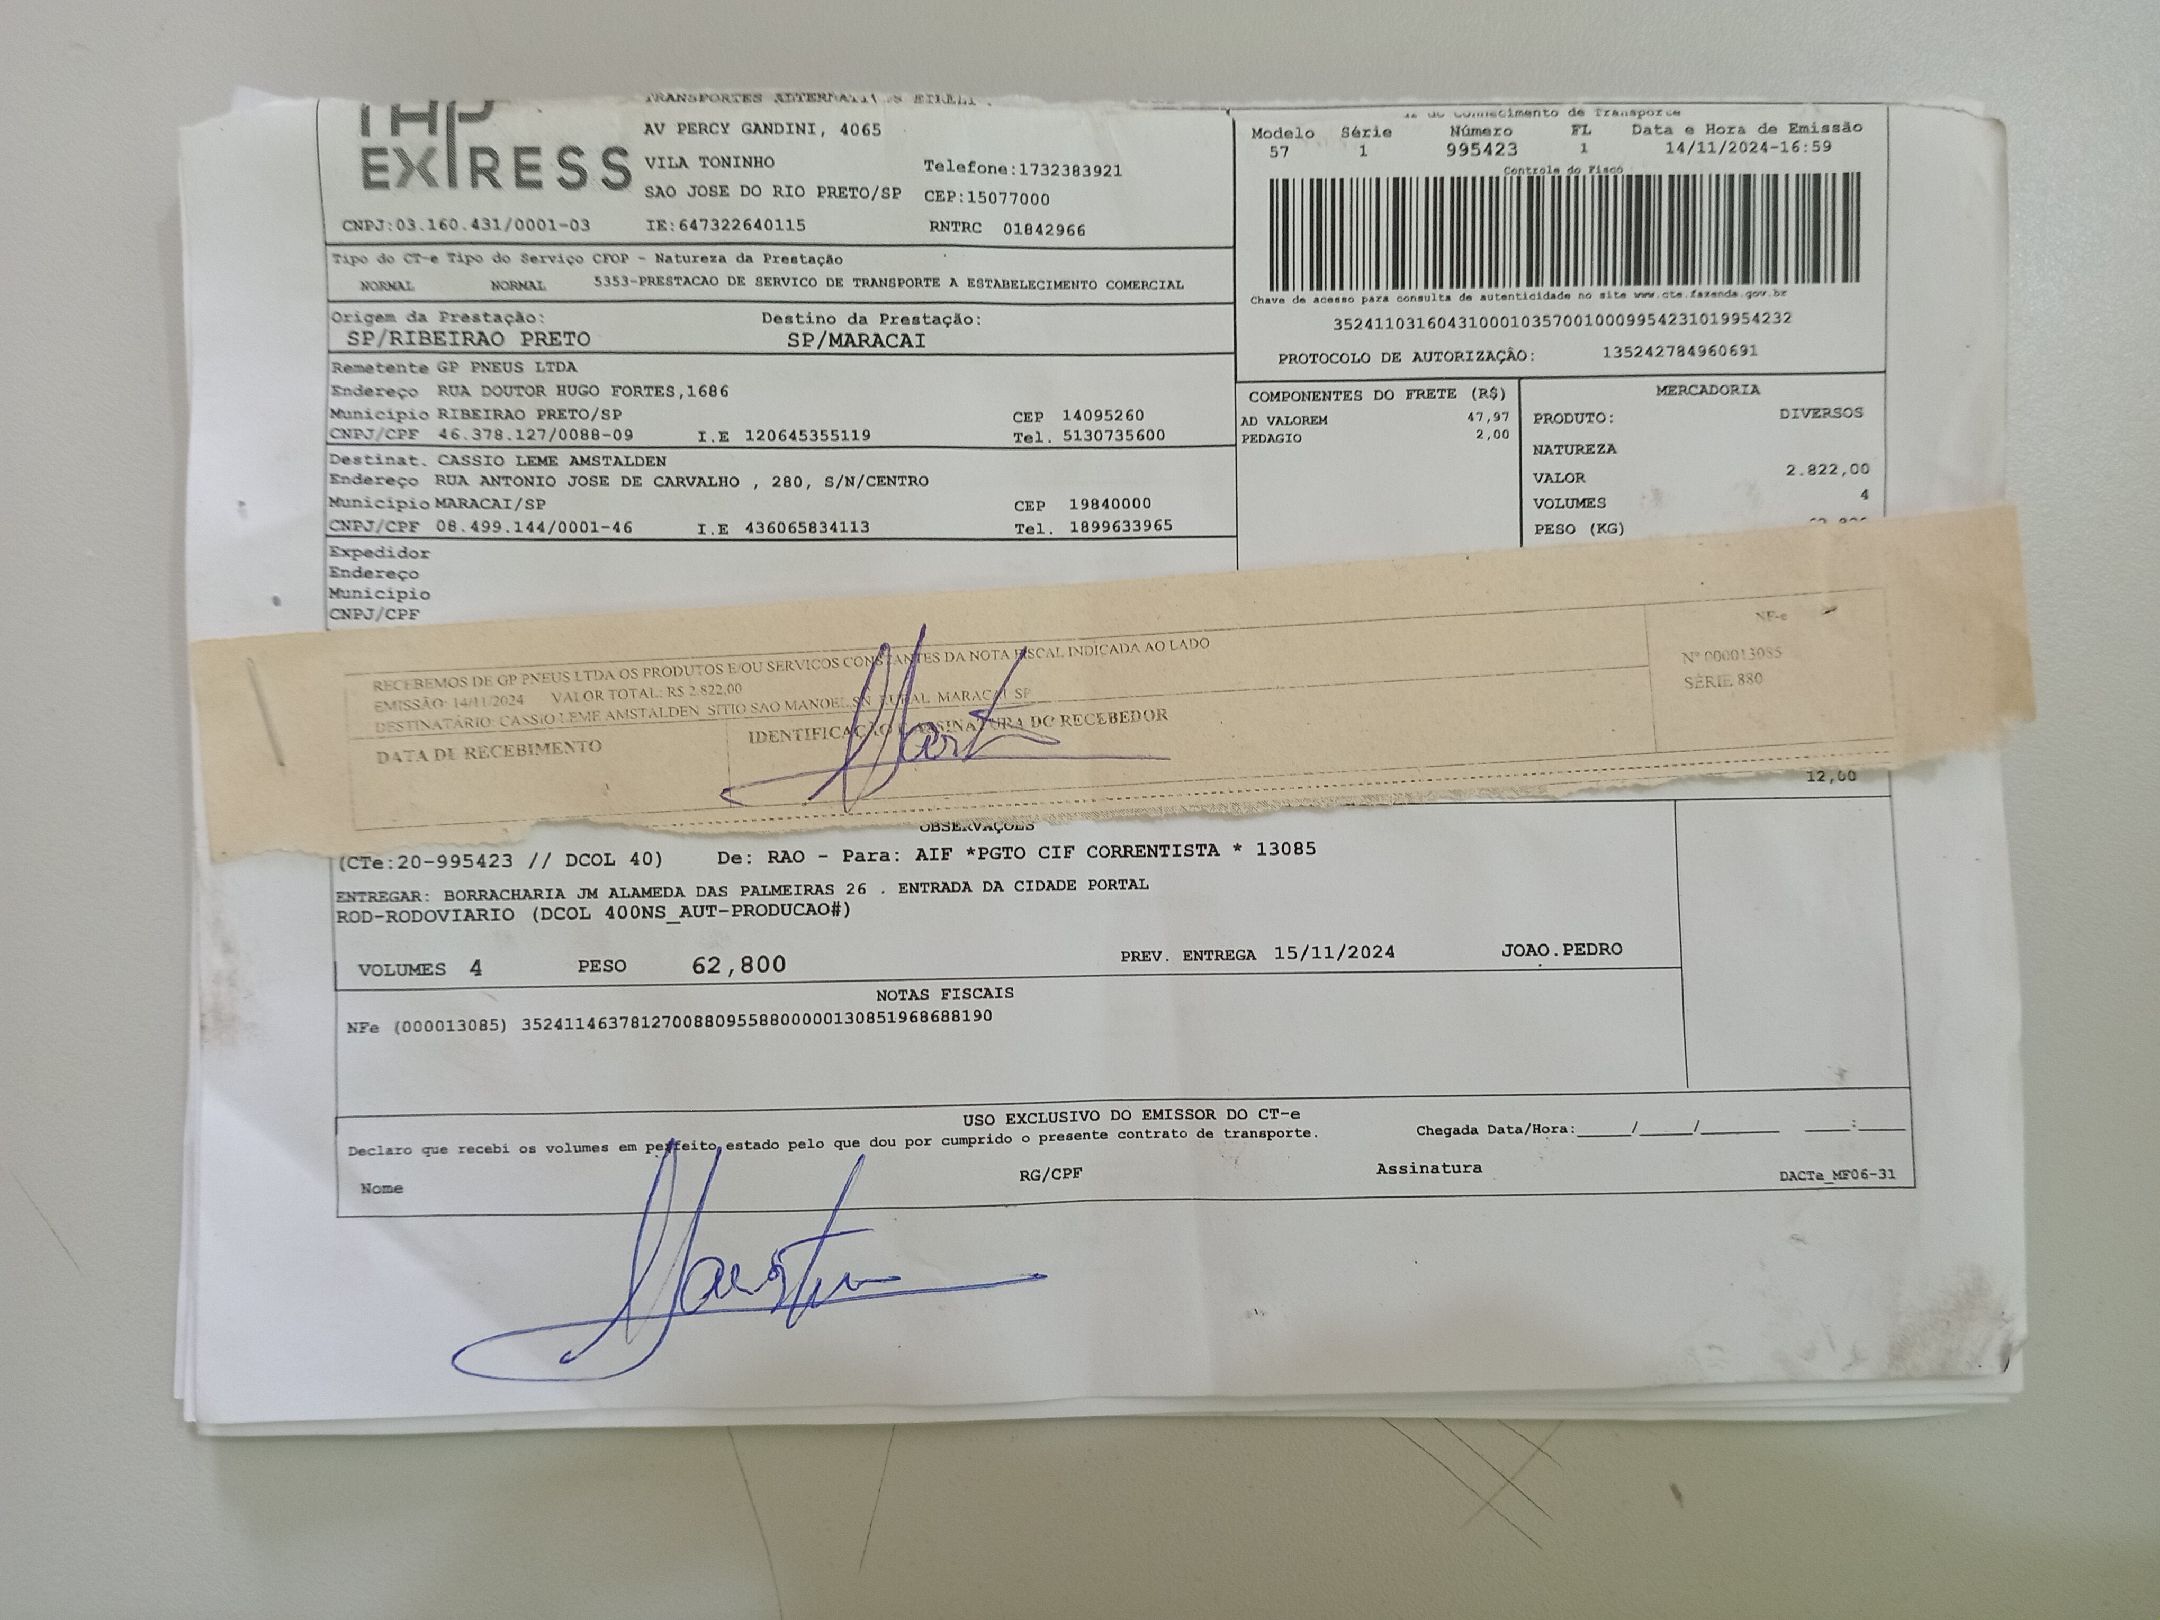 EXPRESS
AV PERCY GANDINI, 4065
VILA TONINHO Telefone:1732383921
SAO JOSE DO RIO PRETO/SP CEP:15077000
CNPJ:03.160.431/0001-03 IE:647322640115 RNTRC 01842966
Conhecimento de Transporte
Modelo Série Número FL Data e Hora de Emissão
57 1 995423 1 14/11/2024-16:59
Controle do Fisco
Chave de acesso para consulta de autenticidade no site www.cte.fazenda.gov.br
35241103160431000103570010009954231019954232
PROTOCOLO DE AUTORIZAÇÃO: 135242784960691
Tipo do CT-e Tipo do Serviço CFOP - Natureza da Prestação
NORMAL NORMAL 5353-PRESTACAO DE SERVICO DE TRANSPORTE A ESTABELECIMENTO COMERCIAL
Origem da Prestação: Destino da Prestação:
SP/RIBEIRAO PRETO SP/MARACAI
Remetente GP PNEUS LTDA
Endereço RUA DOUTOR HUGO FORTES,1686
Município RIBEIRAO PRETO/SP CEP 14095260
CNPJ/CPF 46.378.127/0088-09 I.E 120645355119 Tel. 5130735600
Destinat. CASSIO LEME AMSTALDEN
Endereço RUA ANTONIO JOSE DE CARVALHO , 280, S/N/CENTRO
Município MARACAI/SP CEP 19840000
CNPJ/CPF 08.499.144/0001-46 I.E 436065834113 Tel. 1899633965
Expedidor
Endereço
Município
CNPJ/CPF
COMPONENTES DO FRETE (R$)
AD VALOREM 47,97
PEDAGIO 2,00
MERCADORIA
PRODUTO: DIVERSOS
NATUREZA
VALOR 2.822,00
VOLUMES 4
PESO (KG)
RECEBEMOS DE GP PNEUS LTDA OS PRODUTOS E/OU SERVICOS CONSTANTES DA NOTA FISCAL INDICADA AO LADO
EMISSÃO: 14/11/2024 VALOR TOTAL: R$ 2.822,00
DESTINATÁRIO: CASSIO LEME AMSTALDEN SITIO SAO MANOEL,SN RURAL MARACAI SP
DATA DE RECEBIMENTO IDENTIFICAÇÃO E ASSINATURA DO RECEBEDOR
NF-e
Nº 000013085
SÉRIE 880
12,00
OBSERVAÇÕES
(CTe:20-995423 // DCOL 40) De: RAO - Para: AIF *PGTO CIF CORRENTISTA * 13085
ENTREGAR: BORRACHARIA JM ALAMEDA DAS PALMEIRAS 26 . ENTRADA DA CIDADE PORTAL
ROD-RODOVIARIO (DCOL 400NS_AUT-PRODUCAO#)
VOLUMES 4 PESO 62,800 PREV. ENTREGA 15/11/2024 JOAO.PEDRO
NOTAS FISCAIS
NFe (000013085) 35241146378127008809558800000130851968688190
USO EXCLUSIVO DO EMISSOR DO CT-e
Declaro que recebi os volumes em perfeito estado pelo que dou por cumprido o presente contrato de transporte. Chegada Data/Hora:_____/_____/________ _____:_____
Nome RG/CPF Assinatura DACTe_MF06-31